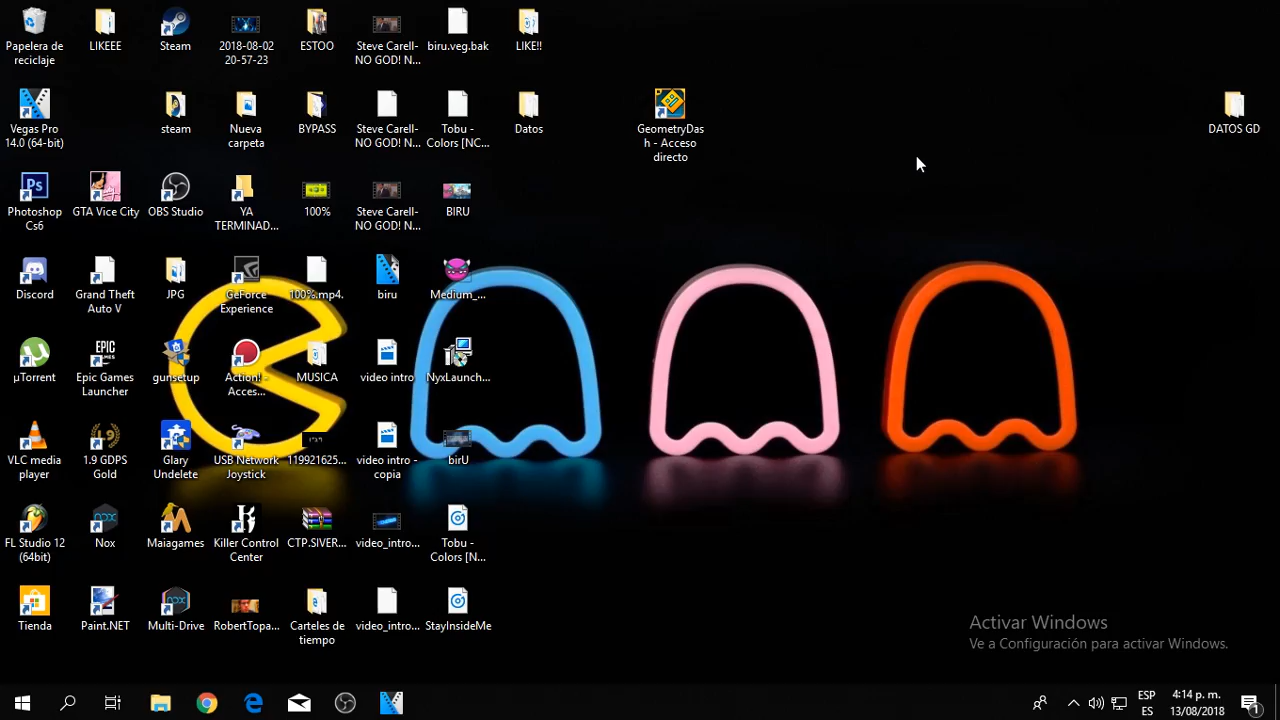 Papelera de
reciclaje
LIKEEE
Steam
2018-08-02
20-57-23
ESTOO
Steve Carell-
NO GOD! N...
biru.veg.bak
LIKE!!
Vegas Pro
14.0 (64-bit)
steam
Nueva
carpeta
BYPASS
Steve Carell-
NO GOD! N...
Tobu -
Colors [NC...
Datos
GeometryDas
h - Acceso
directo
DATOS GD
Photoshop
Cs6
GTA Vice City
OBS Studio
YA
TERMINAD...
100%
Steve Carell-
NO GOD! N...
BIRU
Discord
Grand Theft
Auto V
JPG
GeForce
Experience
100%.mp4.
biru
Medium_...
µTorrent
Epic Games
Launcher
gunsetup
Action! -
Acces...
MUSICA
video intro
NyxLaunch...
VLC media
player
1.9 GDPS
Gold
Glary
Undelete
USB Network
Joystick
119921625...
video intro -
copia
birU
FL Studio 12
(64bit)
Nox
Maiagames
Killer Control
Center
CTP.SIVER...
video_intro...
Tobu -
Colors [N...
Tienda
Paint.NET
Multi-Drive
RobertTopa...
Carteles de
tiempo
video_intro...
StayInsideMe
Activar Windows
Ve a Configuración para activar Windows.
ESP
ES
4:14 p. m.
13/08/2018
1